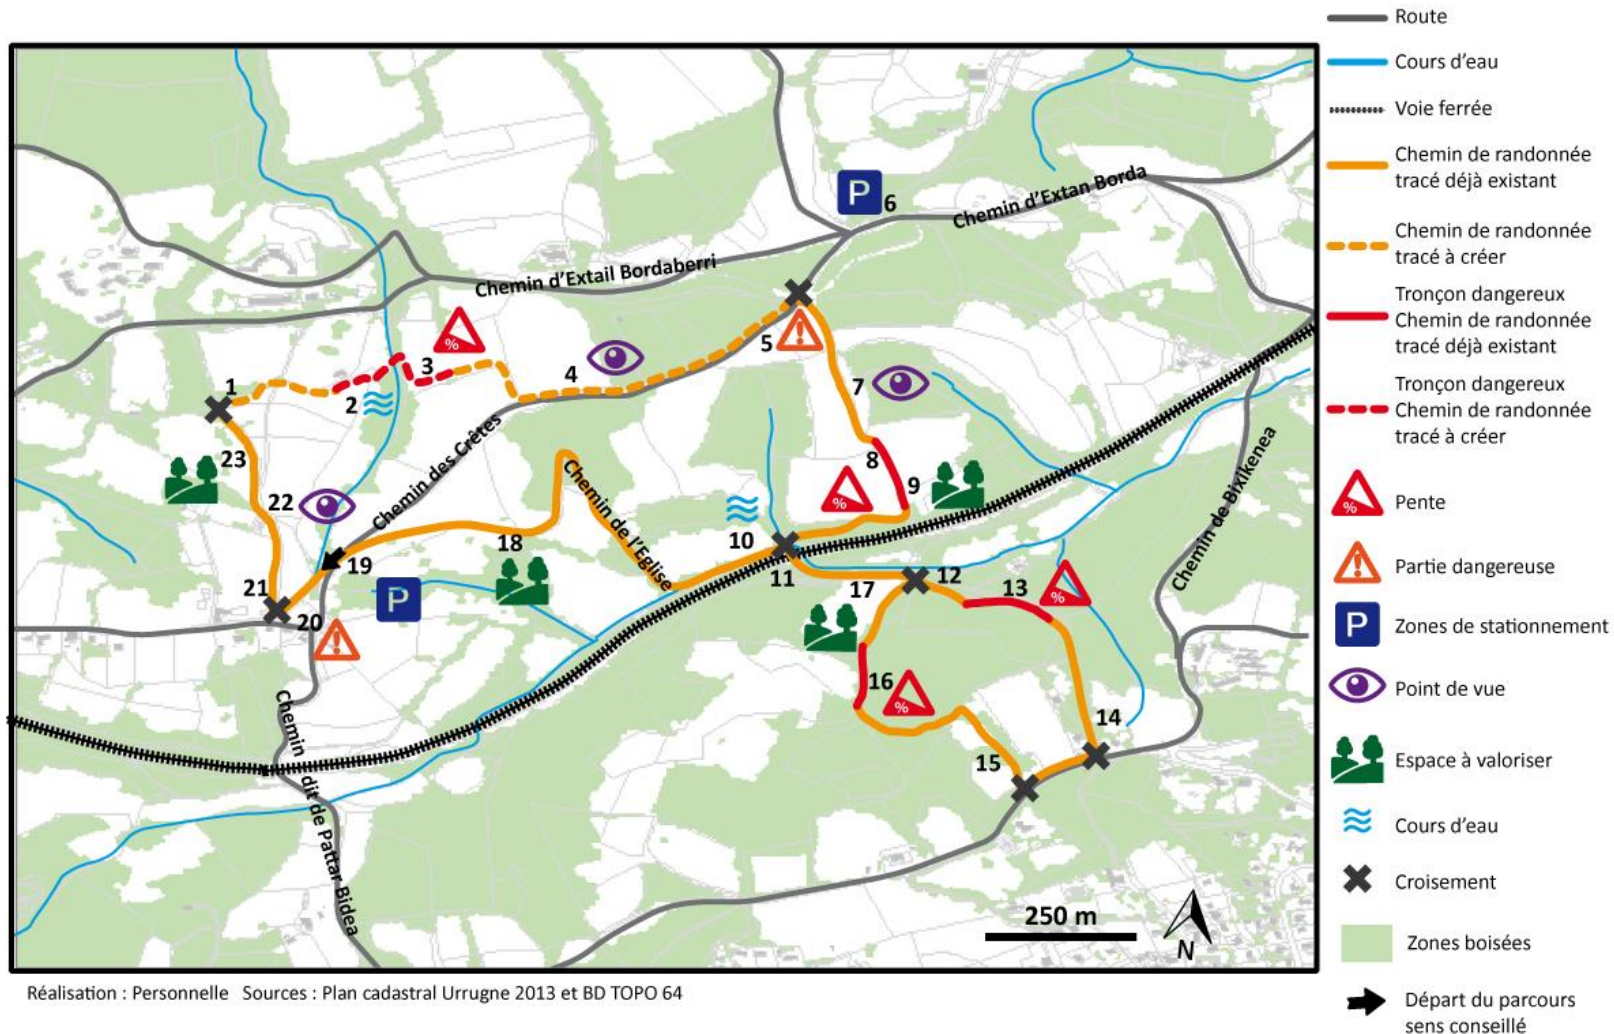 Route
Cours d'eau
Voie ferrée
Chemin de randonnée
tracé déjà existant
Chemin de randonnée
tracé à créer
Tronçon dangereux
Chemin de randonnée
tracé déjà existant
Tronçon dangereux
Chemin de randonnée
tracé à créer
%
Pente
!
Partie dangereuse
P
Zones de stationnement
Point de vue
Espace à valoriser
Cours d'eau
Croisement
Zones boisées
Départ du parcours
sens conseillé
P
6
Chemin d'Extan Borda
Chemin d'Extail Bordaberri
%
5
!
1
2
3
4
7
Chemin des Crêtes
23
22
8
9
%
Chemin de l'Eglise
Chemin de Bixikenea
18
10
19
11
17
12
13
%
21
20
P
!
16
%
14
15
Chemin dit de Pattar Bidea
250 m
N
Réalisation : Personnelle Sources : Plan cadastral Urrugne 2013 et BD TOPO 64